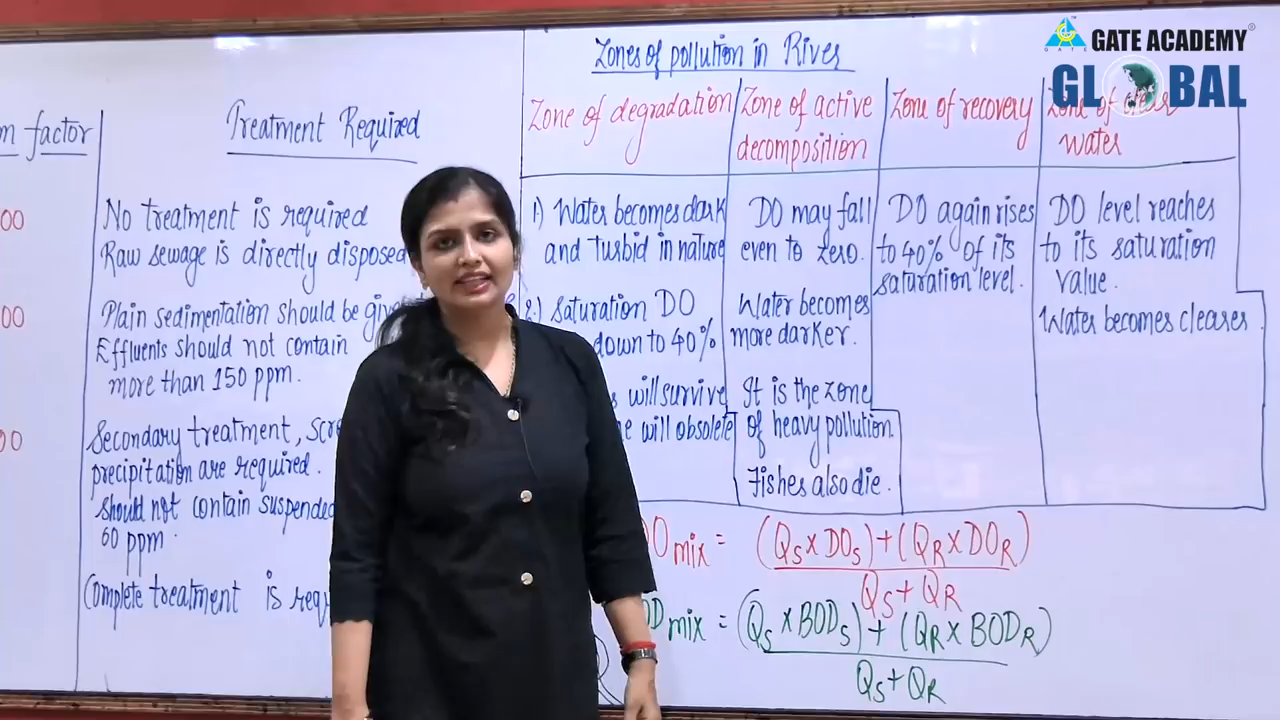 GATE ACADEMY
GLOBAL
Zones of pollution in River
factor
Treatment Required
00
No treatment is required
Raw sewage is directly disposed
00
Plain sedimentation should be
Effluents should not contain
more than 150 ppm.
00
Secondary treatment,
precipitation are required.
should not contain suspended
60 ppm.
Complete treatment is
Zone of degradation
1.) Water becomes dark
and turbid in nature
2.) Saturation DO
down to 40%
will survive
will obsolete
Zone of active
decomposition
DO may fall
even to zero.
Water becomes
more darker.
It is the zone
of heavy pollution.
Fishes also die.
Zone of recovery
DO again rises
to 40% of its
saturation level.
Zone of clear
water
DO level reaches
to its saturation
value.
Water becomes clearer.
mix = (QS x DOS) + (QR x DOR)
QS + QR
mix = (QS x BODS) + (QR x BODR)
QS + QR